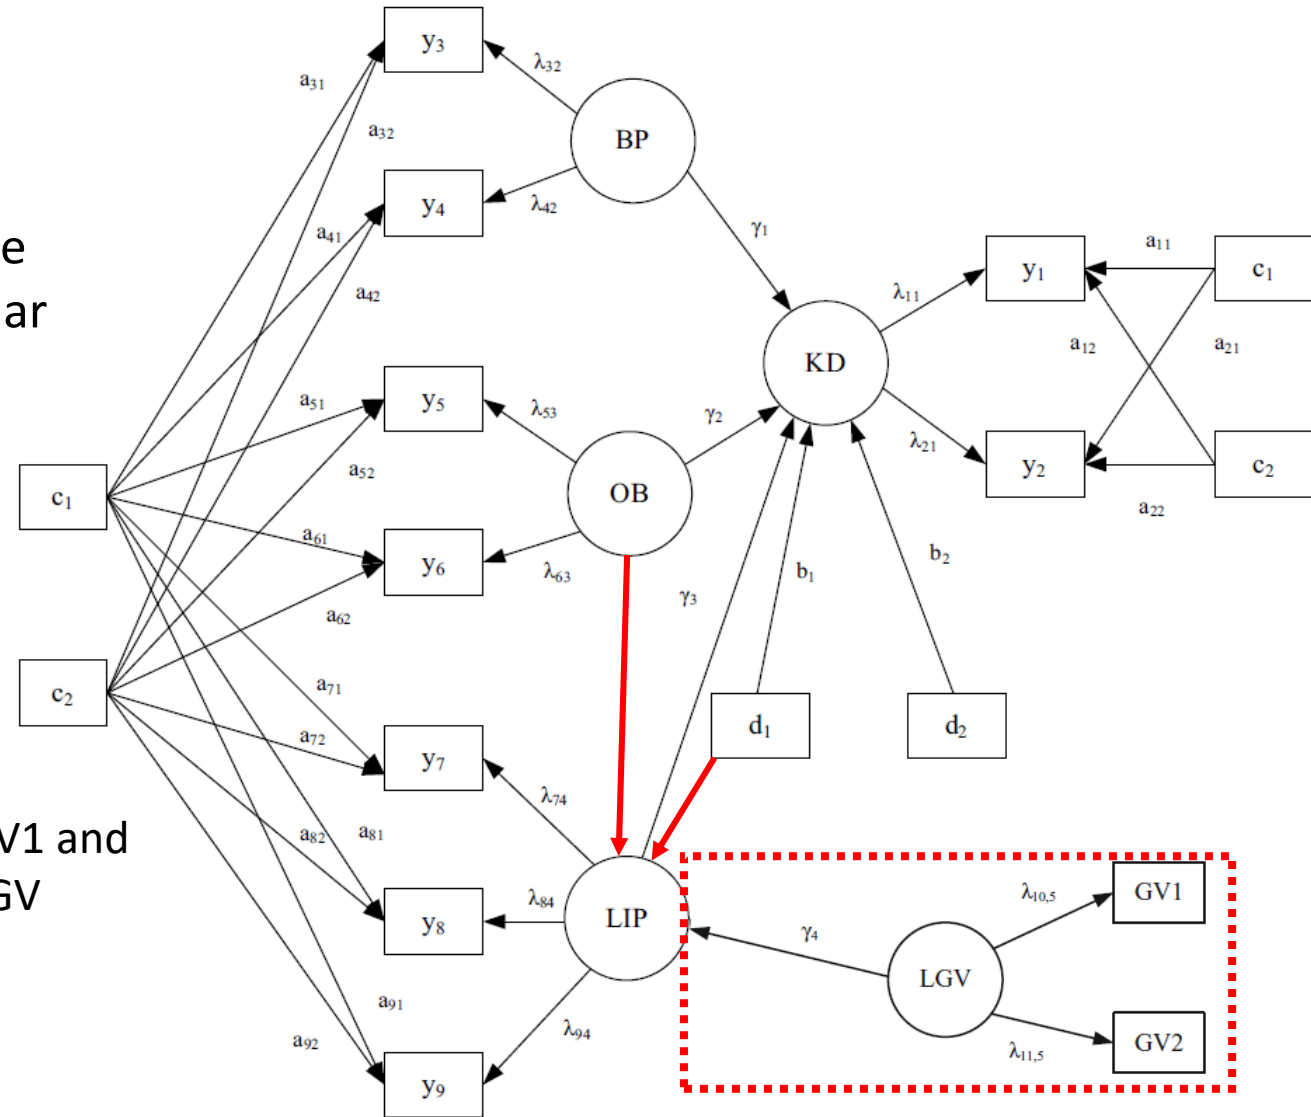 y₃
λ₃₂
a₃₁
BP
a₃₂
y₄
λ₄₂
γ₁
e
a₄₁
ar
a₄₂
y₁
a₁₁
c₁
λ₁₁
KD
a₁₂
a₂₁
y₅
a₅₁
λ₅₃
γ₂
λ₂₁
y₂
c₂
a₂₂
c₁
a₅₂
OB
a₆₁
y₆
λ₆₃
γ₃
b₁
b₂
a₆₂
c₂
a₇₁
a₇₂
y₇
d₁
d₂
λ₇₄
V1 and
a₈₂
a₈₁
GV
y₈
λ₈₄
LIP
γ₄
LGV
λ₁₀,₅
GV1
λ₁₁,₅
GV2
a₉₁
a₉₂
λ₉₄
y₉